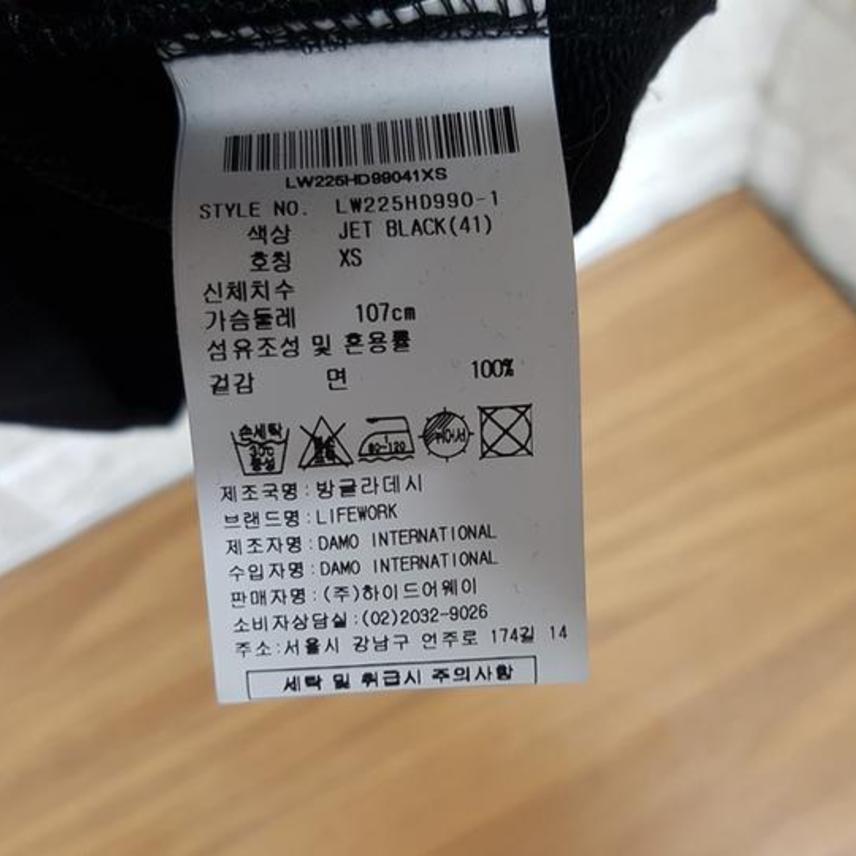 LW225HD99041XS
STYLE NO. LW225HD990-1
색상 JET BLACK(41)
호칭 XS
신체치수
가슴둘레 107cm
섬유조성 및 혼용률
겉감 면 100%
손세탁
30℃
중성
80~120
제조국명:방글라데시
브랜드명:LIFEWORK
제조자명:DAMO INTERNATIONAL
수입자명:DAMO INTERNATIONAL
판매자명:(주)하이드어웨이
소비자상담실:(02)2032-9026
주소:서울시 강남구 언주로 174길 14
세탁 및 취급시 주의사항